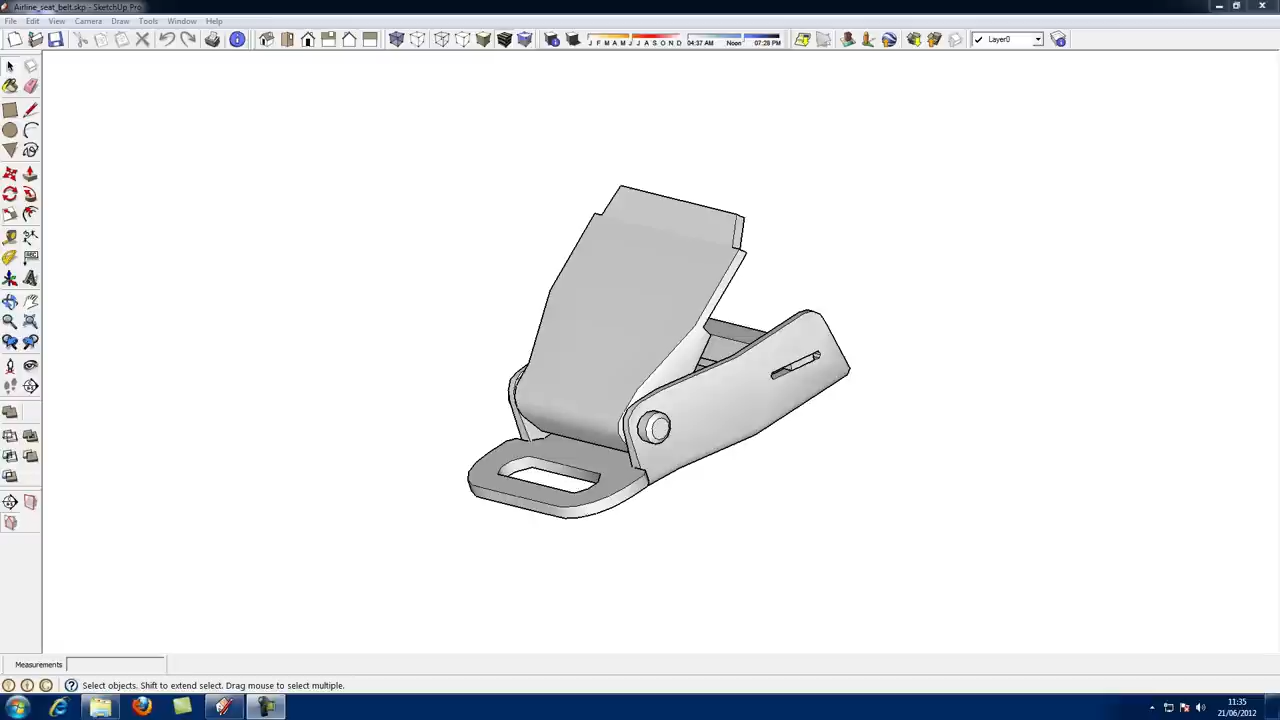 Airline_seat_belt.skp - SketchUp Pro
File Edit View Camera Draw Tools Window Help
J F M A M J J A S O N D 04:37 AM Noon 07:28 PM Layer0
ABC
Measurements
Select objects. Shift to extend select. Drag mouse to select multiple.
11:35
21/06/2012